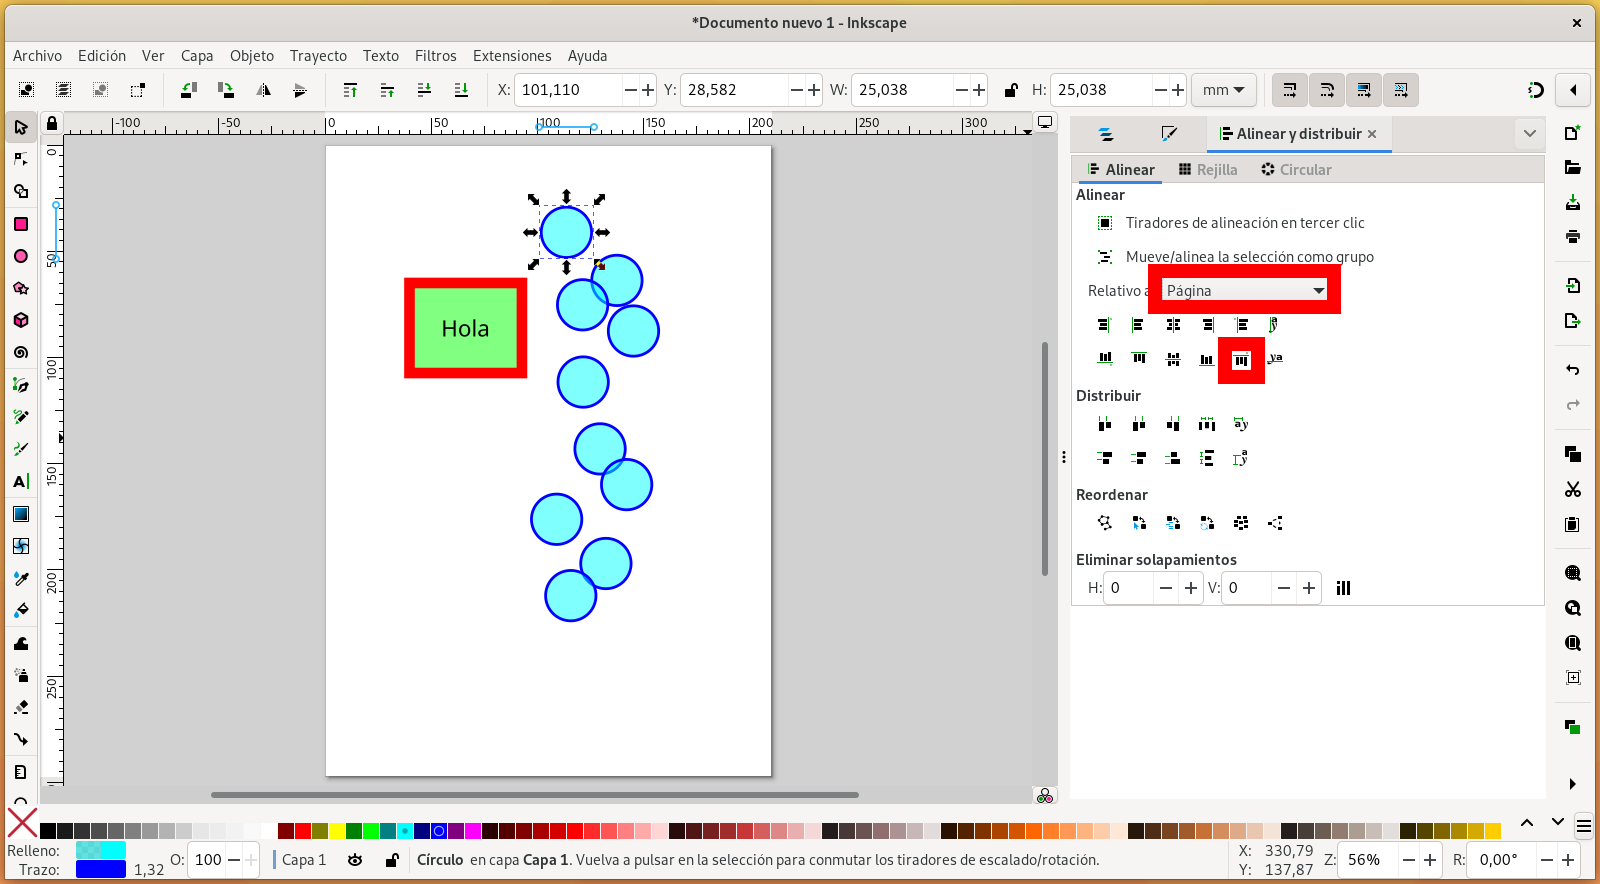 *Documento nuevo 1 - Inkscape
Archivo Edición Ver Capa Objeto Trayecto Texto Filtros Extensiones Ayuda
X: 101,110 Y: 28,582 W: 25,038 H: 25,038 mm
-100 -50 0 50 100 150 200 250 300
0
50
100
150
200
250
Hola
Alinear y distribuir
Alinear Rejilla Circular
Alinear
Tiradores de alineación en tercer clic
Mueve/alinea la selección como grupo
Relativo a Página
Distribuir
Reordenar
Eliminar solapamientos
H: 0 V: 0
Relleno:
Trazo: 1,32
O: 100
Capa 1
Círculo en capa Capa 1. Vuelva a pulsar en la selección para conmutar los tiradores de escalado/rotación.
X: 330,79
Y: 137,87
Z: 56%
R: 0,00°